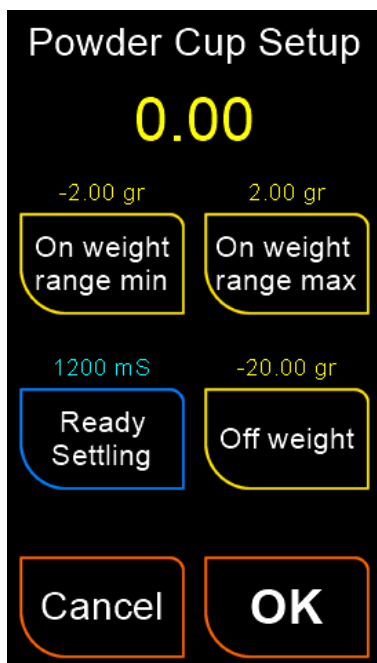 Powder Cup Setup
0.00
-2.00 gr
2.00 gr
On weight
range min
On weight
range max
1200 mS
-20.00 gr
Ready
Settling
Off weight
Cancel
OK